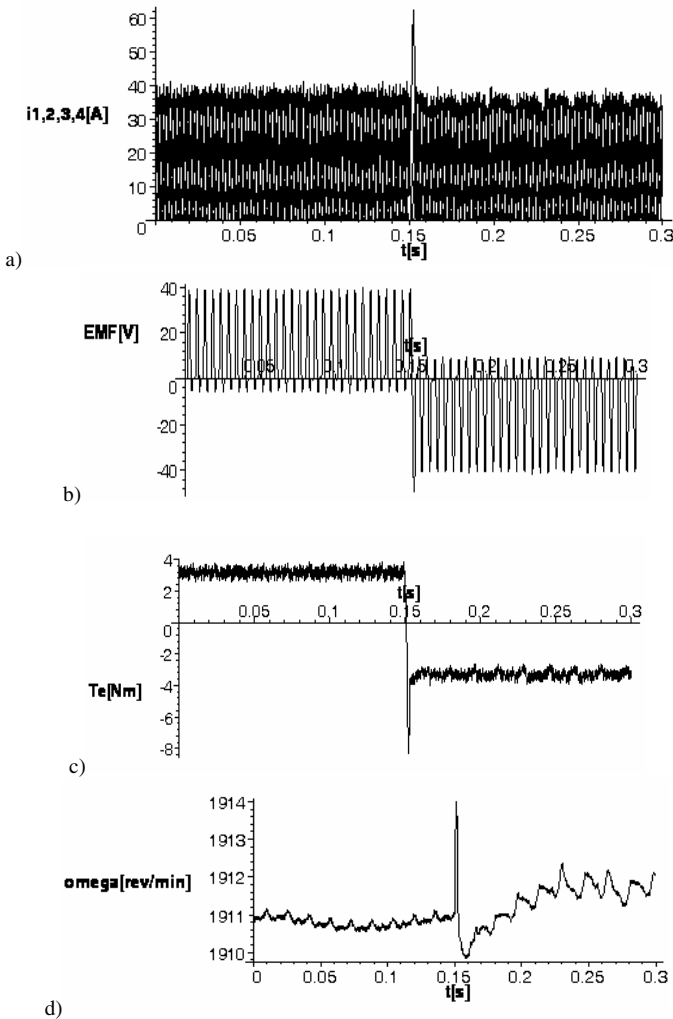 60
50
40
i1,2,3,4[A]
30
20
10
0
0.05 0.1 0.15 0.2 0.25 0.3
t[s]
a)
40
EMF[V]
20
t[s]
0.05 0.1 0.15 0.2 0.25 0.3
0
-20
-40
b)
4
2
t[s]
0.05 0.1 0.15 0.2 0.25 0.3
0
-2
-4
Te[Nm]
-6
-8
c)
1914
1913
omega[rev/min]
1912
1911
1910
0 0.05 0.1 0.15 0.2 0.25 0.3
t[s]
d)